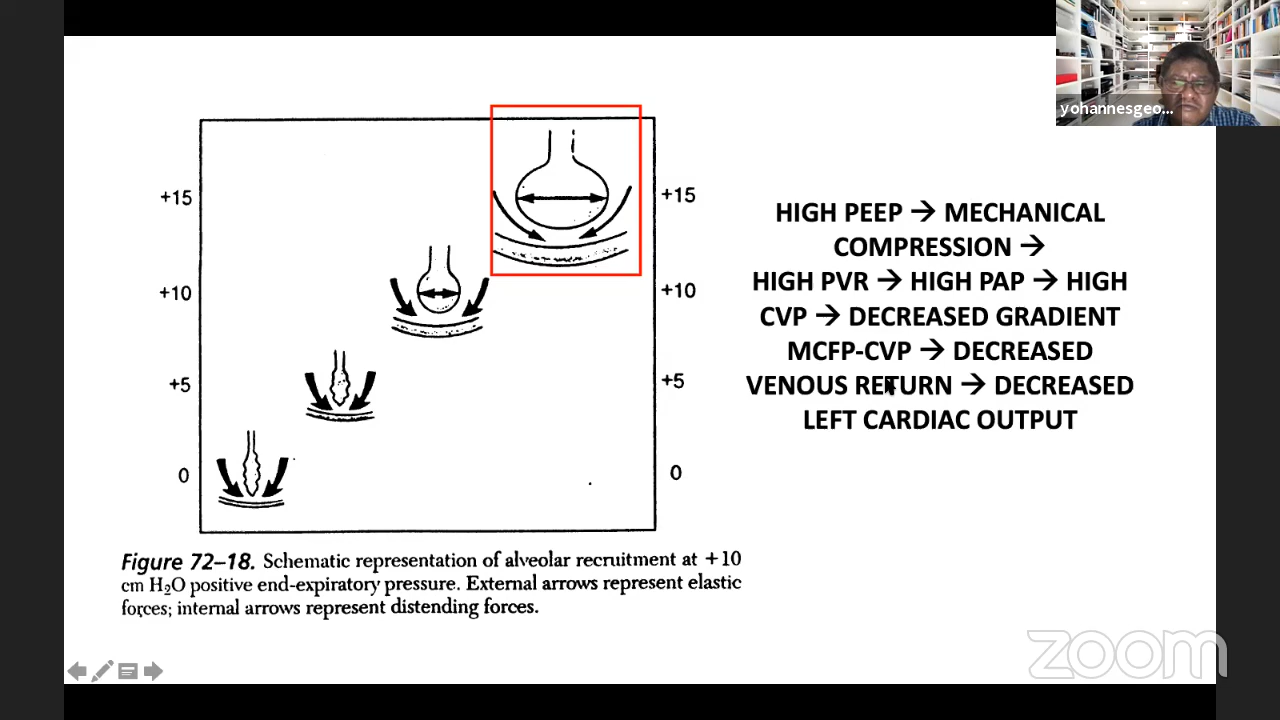 yohannesgeo...
+15
+10
+5
0
+15
+10
+5
0
HIGH PEEP → MECHANICAL
COMPRESSION →
HIGH PVR → HIGH PAP → HIGH
CVP → DECREASED GRADIENT
MCFP-CVP → DECREASED
VENOUS RETURN → DECREASED
LEFT CARDIAC OUTPUT
Figure 72–18. Schematic representation of alveolar recruitment at +10
cm H₂O positive end-expiratory pressure. External arrows represent elastic
forces; internal arrows represent distending forces.
zoom